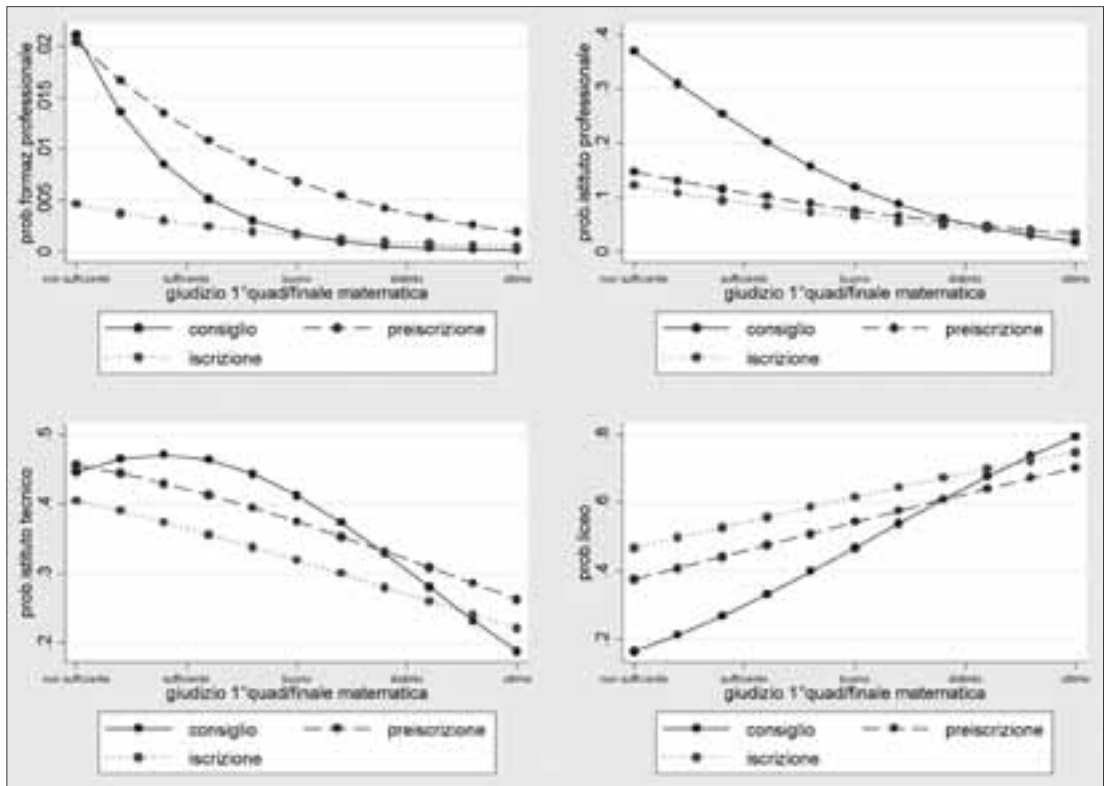 prob.formaz.professionale
.02
.015
.01
.005
0
non sufficiente
sufficiente
buono
distinto
ottimo
giudizio 1°quad/finale matematica
consiglio
preiscrizione
iscrizione
prob.istituto professionale
.4
.3
.2
.1
0
non sufficiente
sufficiente
buono
distinto
ottimo
giudizio 1°quad/finale matematica
consiglio
preiscrizione
iscrizione
prob.istituto tecnico
.5
.4
.3
.2
non sufficiente
sufficiente
buono
distinto
ottimo
giudizio 1°quad/finale matematica
consiglio
preiscrizione
iscrizione
prob.liceo
.8
.6
.4
.2
non sufficiente
sufficiente
buono
distinto
ottimo
giudizio 1°quad/finale matematica
consiglio
preiscrizione
iscrizione